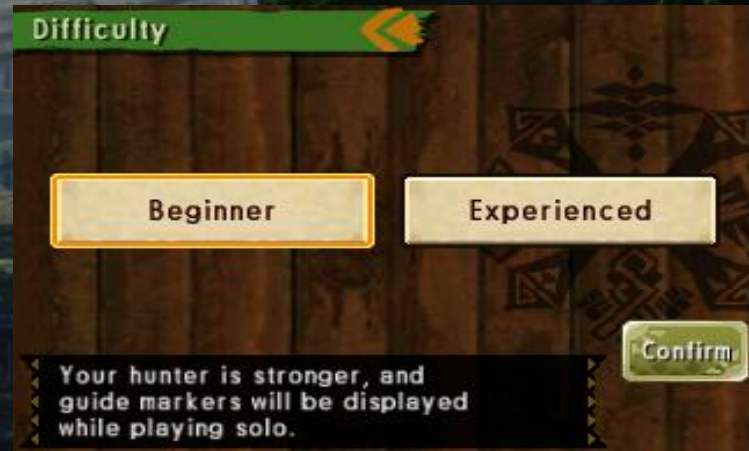 Difficulty
Beginner
Experienced
Confirm
Your hunter is stronger, and
guide markers will be displayed
while playing solo.